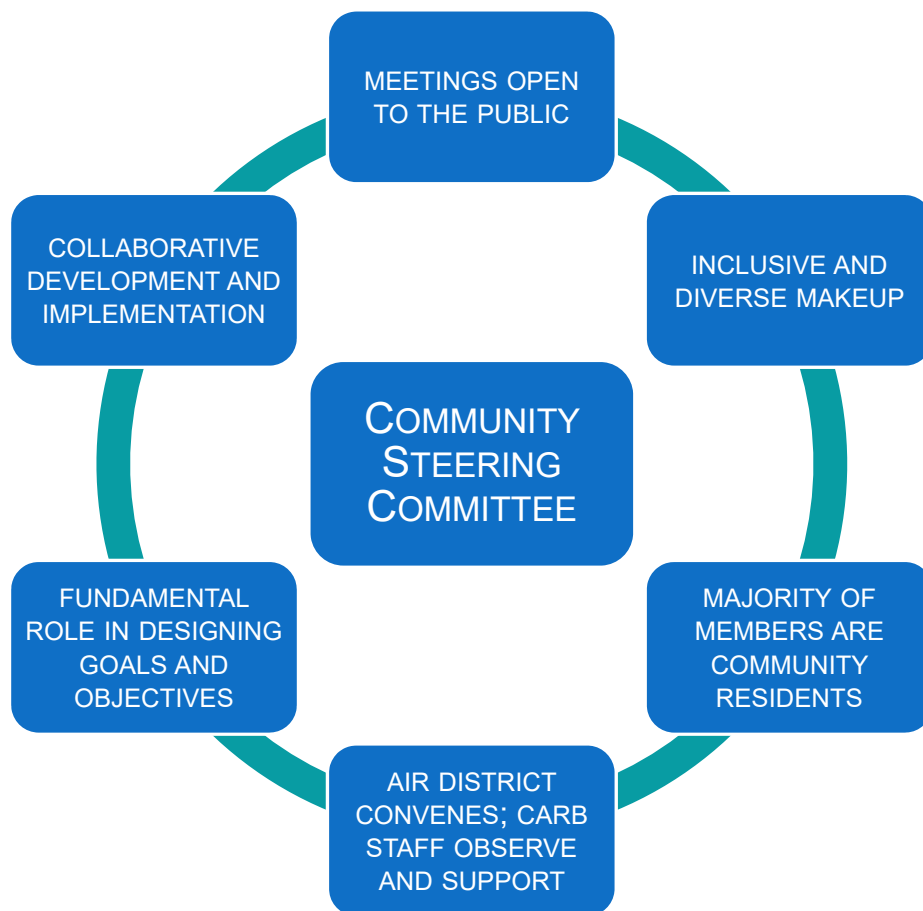 MEETINGS OPEN
TO THE PUBLIC
INCLUSIVE AND
DIVERSE MAKEUP
MAJORITY OF
MEMBERS ARE
COMMUNITY
RESIDENTS
AIR DISTRICT
CONVENES; CARB
STAFF OBSERVE
AND SUPPORT
FUNDAMENTAL
ROLE IN DESIGNING
GOALS AND
OBJECTIVES
COLLABORATIVE
DEVELOPMENT AND
IMPLEMENTATION
COMMUNITY
STEERING
COMMITTEE